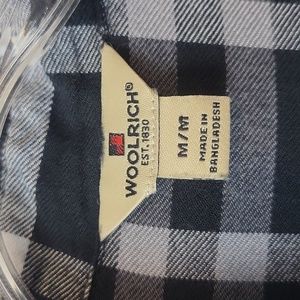 WOOLRICH®
EST. 1830
M/M
MADE IN
BANGLADESH